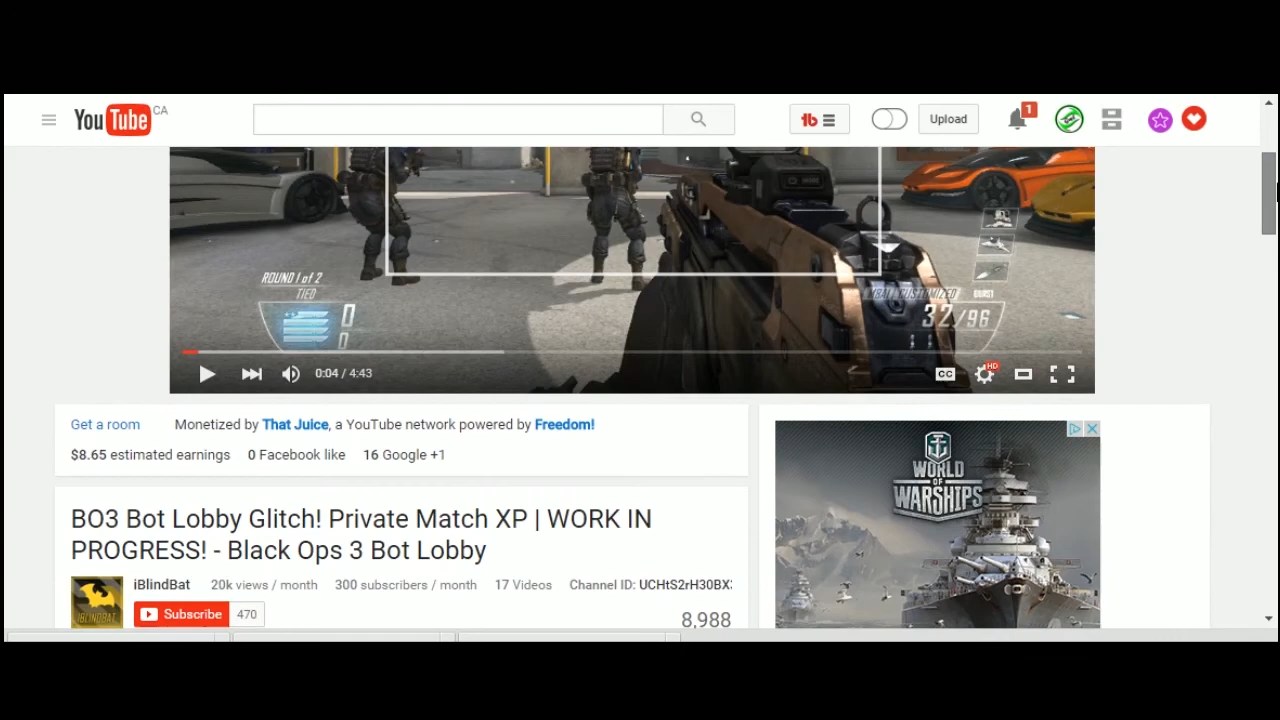 YouTube CA
1
Upload
ROUND 1 of 2
TIED
0
0
BURST
32/96
0:04 / 4:43
CC
HD
Get a room Monetized by That Juice, a YouTube network powered by Freedom!
$8.65 estimated earnings 0 Facebook like 16 Google +1
BO3 Bot Lobby Glitch! Private Match XP | WORK IN
PROGRESS! - Black Ops 3 Bot Lobby
iBlindBat 20k views / month 300 subscribers / month 17 Videos Channel ID: UCHtS2rH30BX
IBLINDBAT
Subscribe 470
8,988
WORLD
OF
WARSHIPS